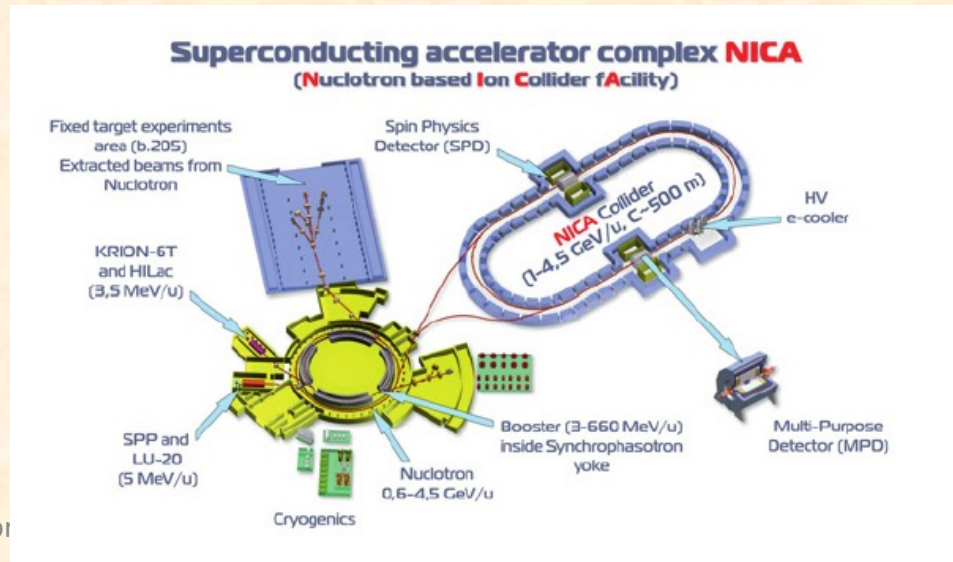 Superconducting accelerator complex NICA
(Nuclotron based Ion Collider fAcility)
Fixed target experiments
area (b.205)
Extracted beams from
Nuclotron
Spin Physics
Detector (SPD)
HV
e-cooler
NICA Collider
(1-4,5 GeV/u, C~500 m)
KRION-6T
and HILac
(3,5 MeV/u)
SPP and
LU-20
(5 MeV/u)
Cryogenics
Nuclotron
0,6-4,5 GeV/u
Booster (3-660 MeV/u)
inside Synchrophasotron
yoke
Multi-Purpose
Detector (MPD)